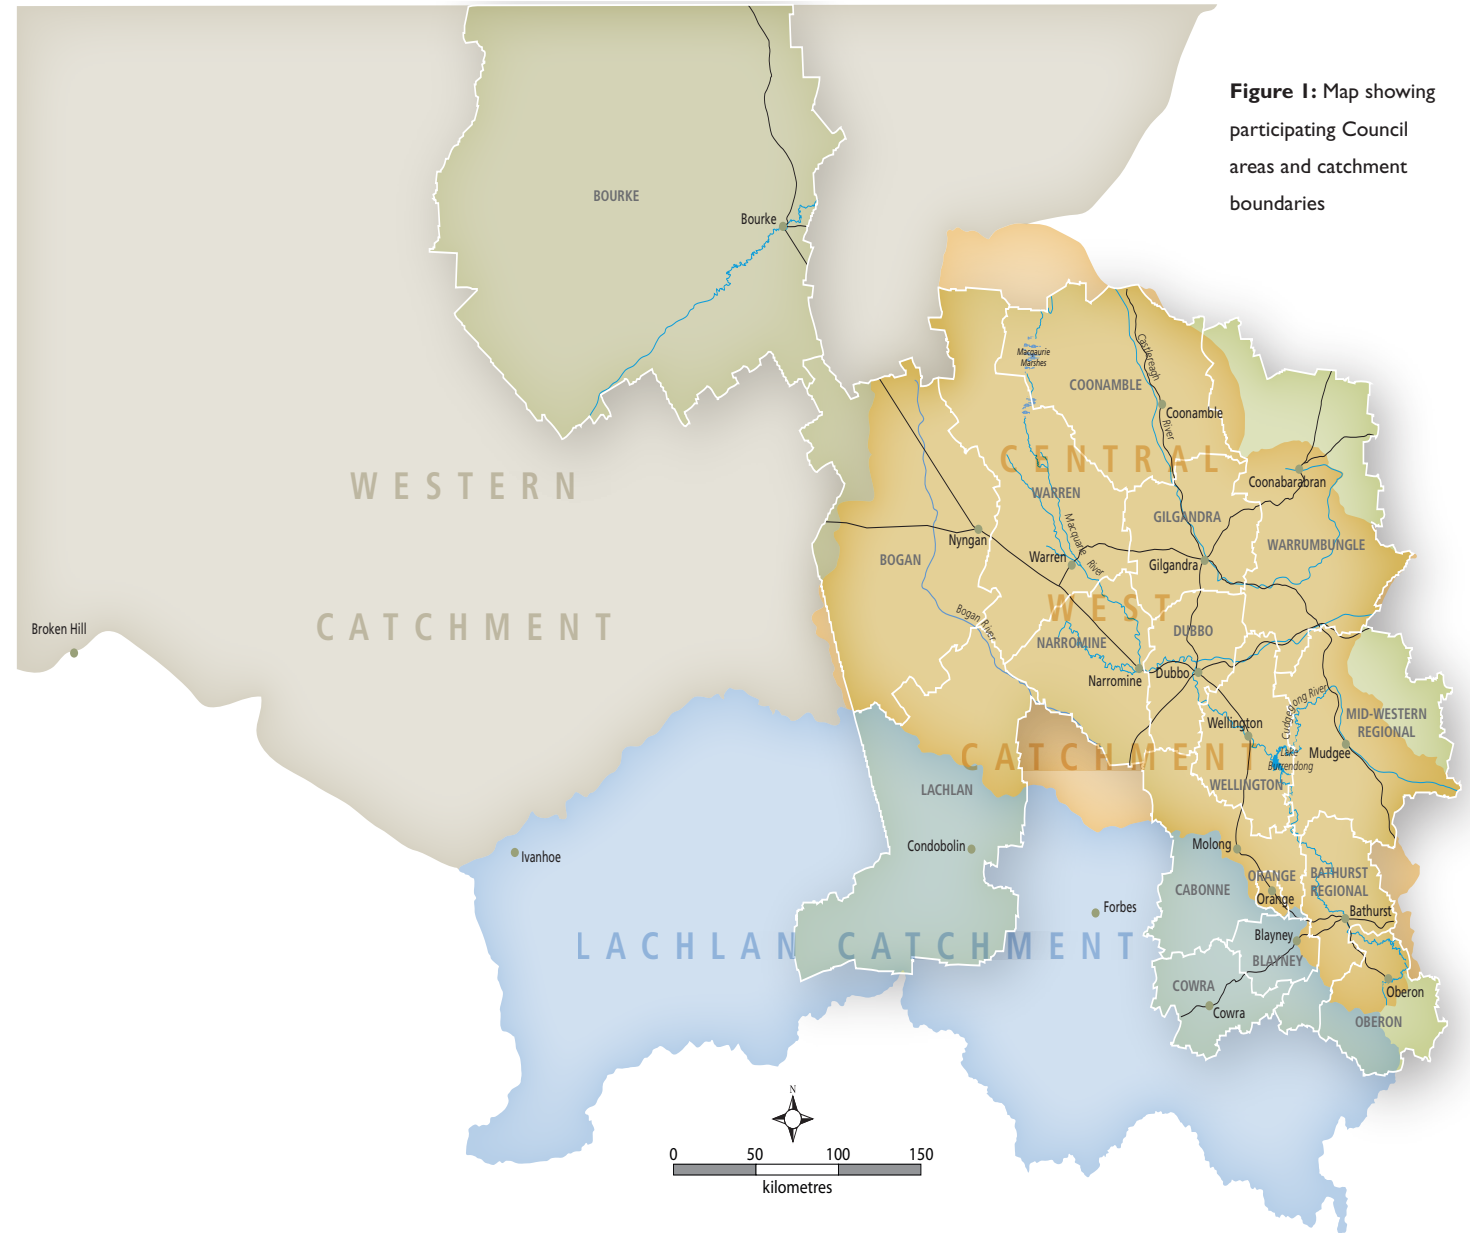 Figure 1: Map showing
participating Council
areas and catchment
boundaries
BOURKE
Bourke
Macqaurie
Marshes
Castlereagh
River
COONAMBLE
Coonamble
CENTRAL
WESTERN
Coonabarabran
WARREN
GILGANDRA
Macquarie River
WARRUMBUNGLE
Nyngan
BOGAN
Warren
Gilgandra
WEST
Bogan River
CATCHMENT
Broken Hill
DUBBO
NARROMINE
Narromine
Dubbo
Cudgegong River
MID-WESTERN
REGIONAL
Wellington
Mudgee
Lake
Burrendong
CATCHMENT
WELLINGTON
LACHLAN
Condobolin
Molong
Ivanhoe
ORANGE
BATHURST
REGIONAL
CABONNE
Orange
Forbes
Bathurst
Blayney
LACHLAN CATCHMENT
BLAYNEY
COWRA
Oberon
Cowra
OBERON
N
0 50 100 150
kilometres